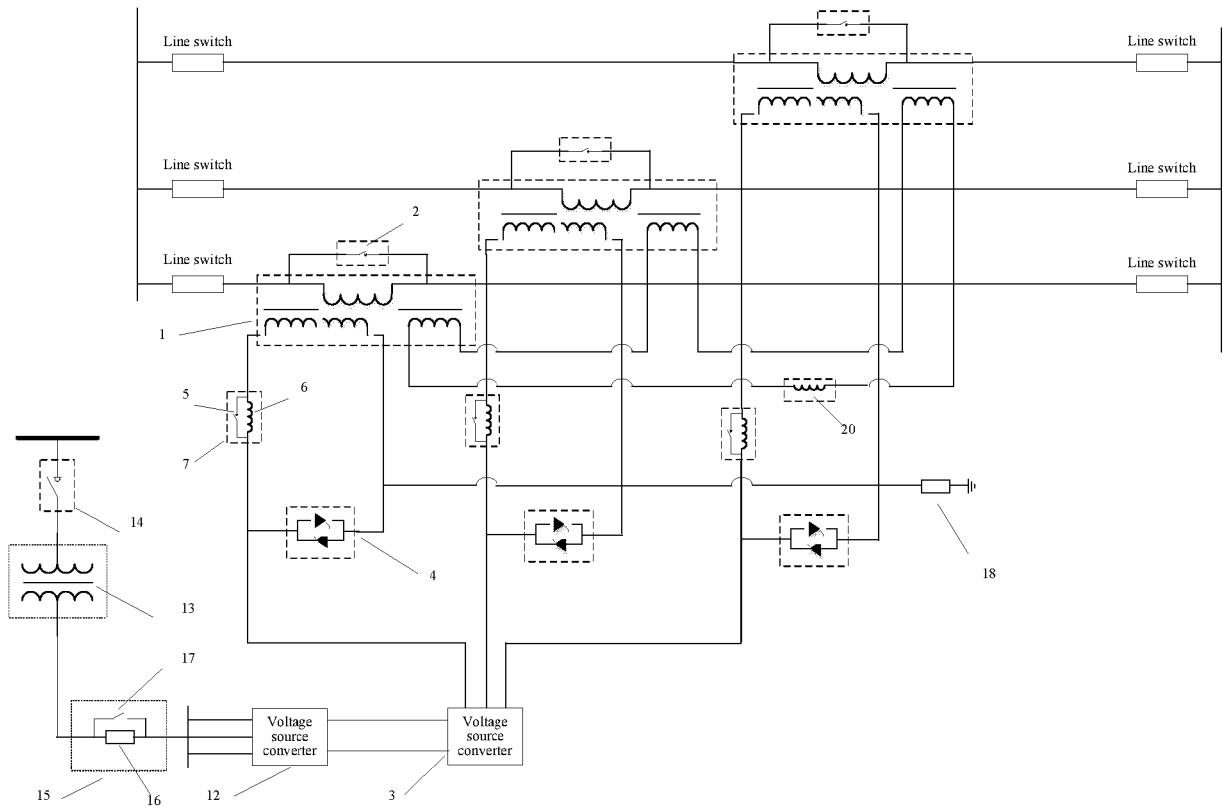 Line switch
Line switch
Line switch
Line switch
2
Line switch
Line switch
1
5
6
7
20
14
4
18
13
17
Voltage
source
converter
Voltage
source
converter
15
16
12
3